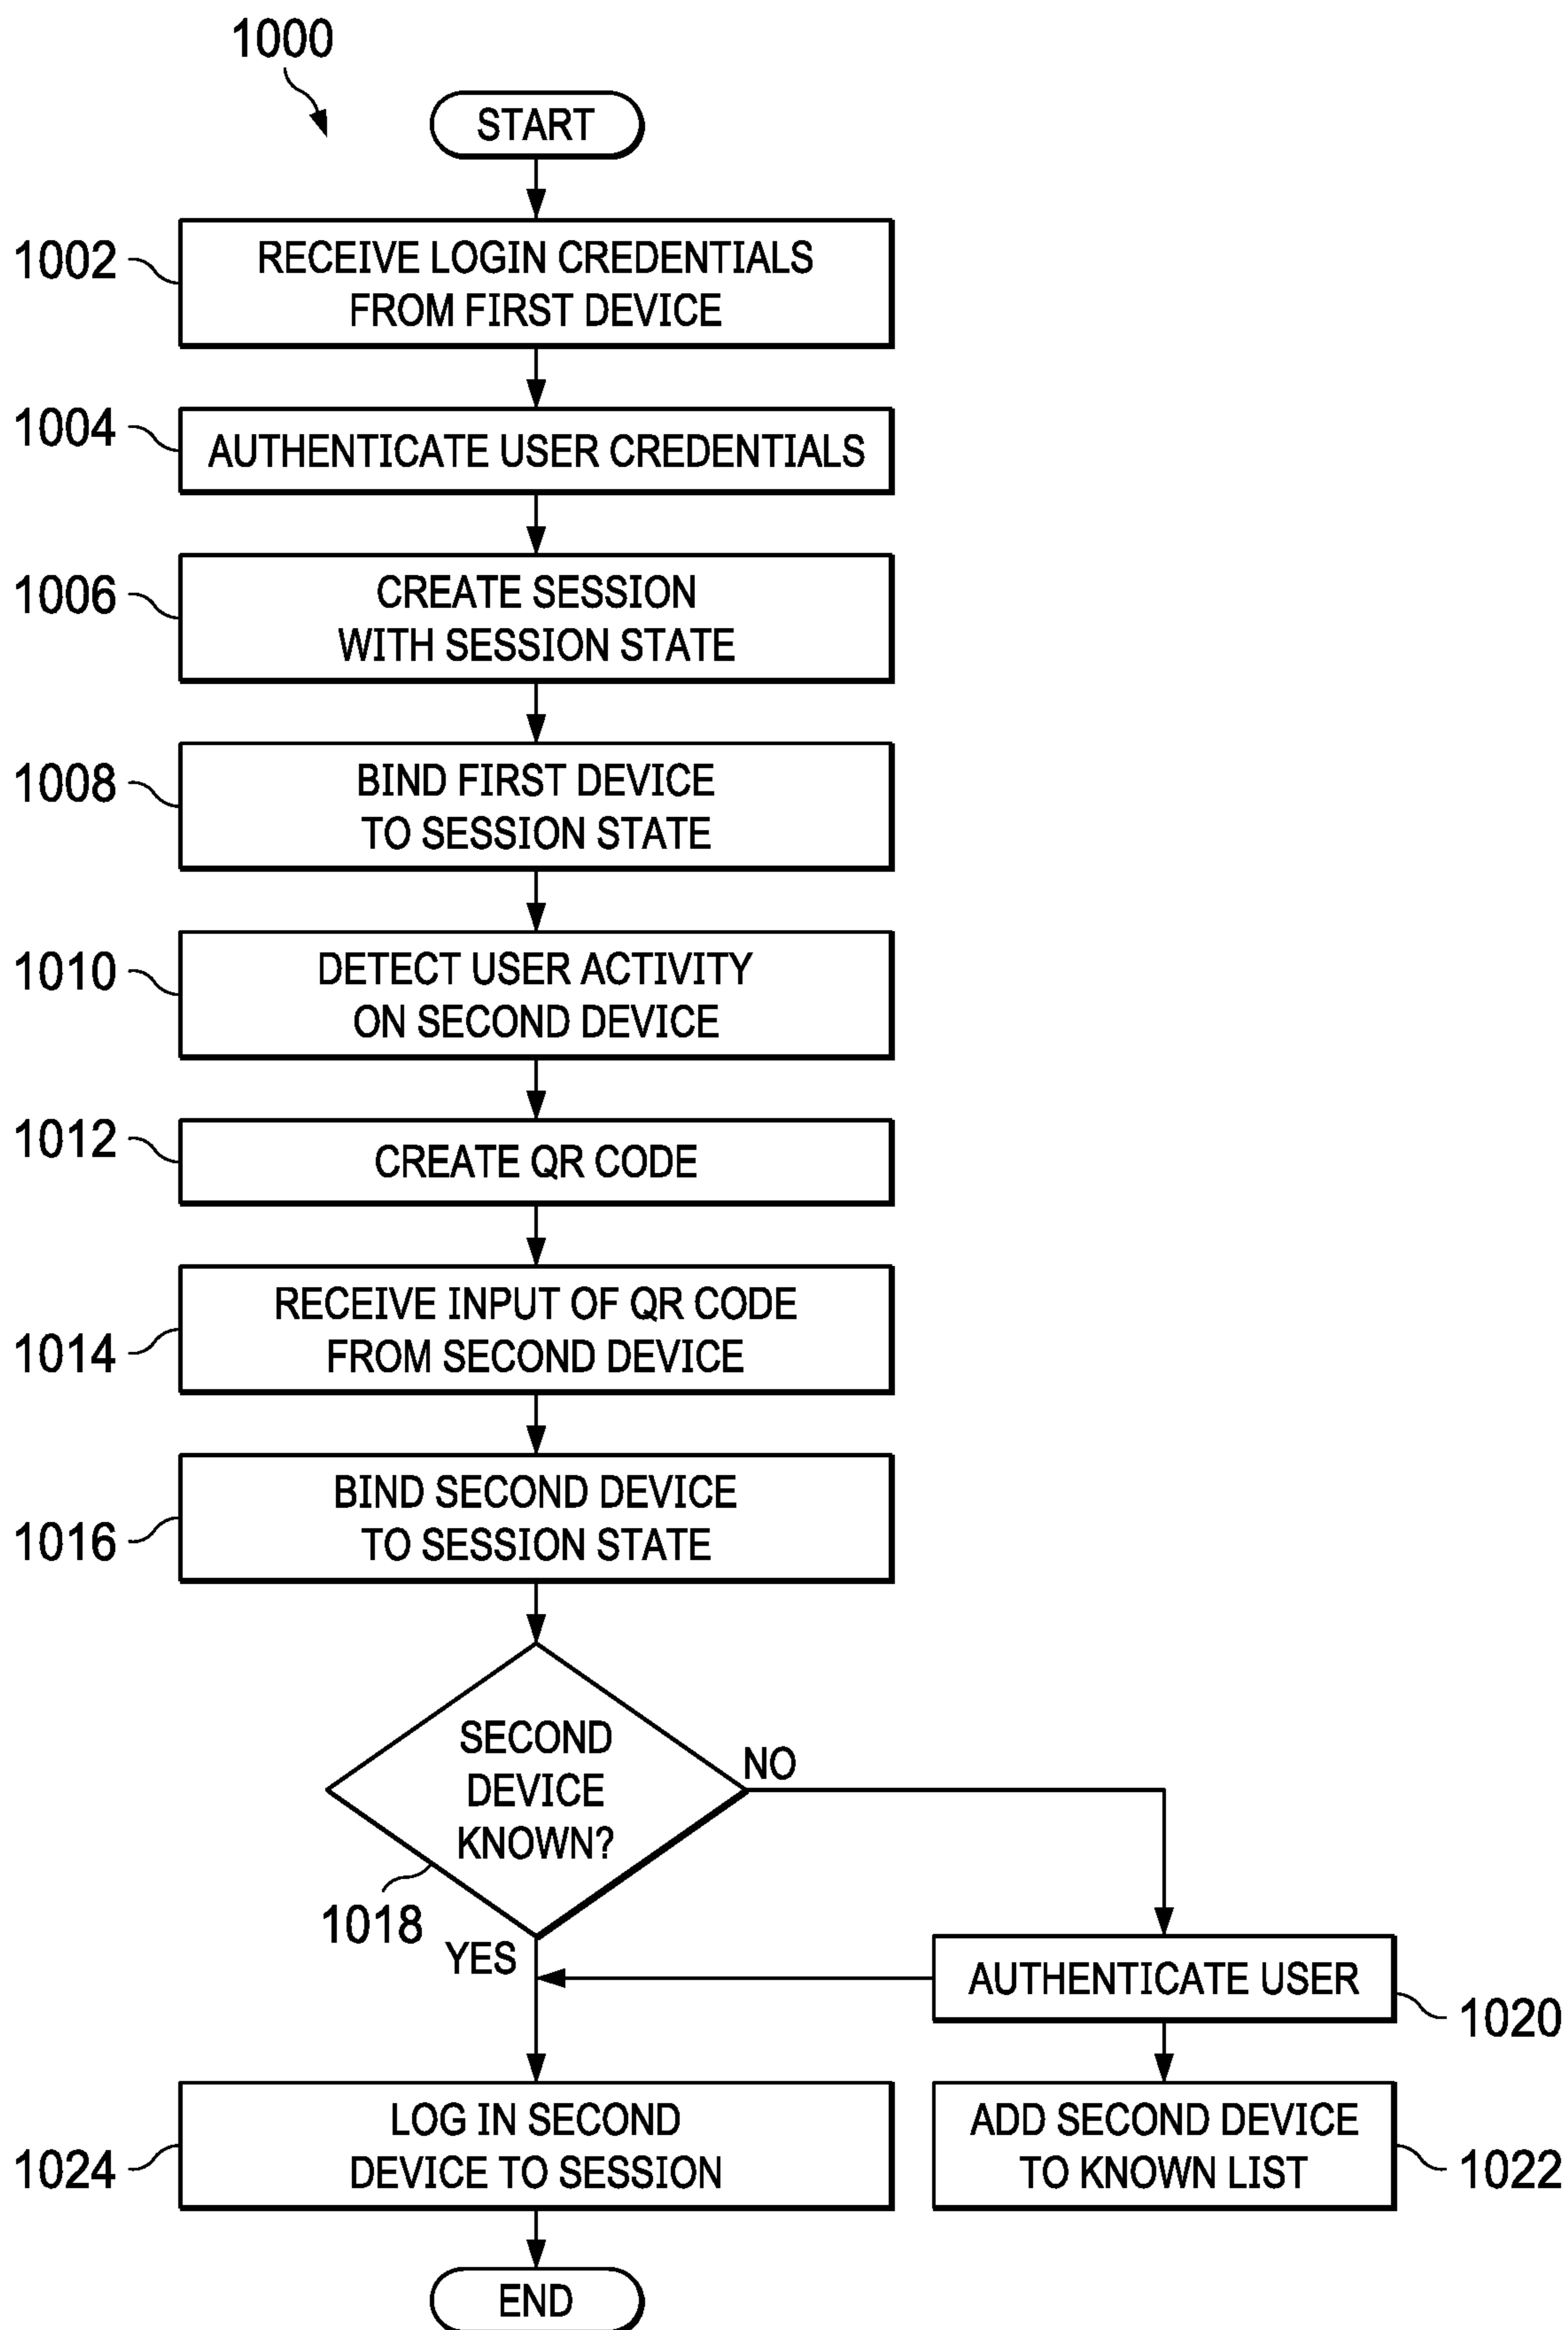 1000
START
1002
RECEIVE LOGIN CREDENTIALS
FROM FIRST DEVICE
1004
AUTHENTICATE USER CREDENTIALS
1006
CREATE SESSION
WITH SESSION STATE
1008
BIND FIRST DEVICE
TO SESSION STATE
1010
DETECT USER ACTIVITY
ON SECOND DEVICE
1012
CREATE QR CODE
1014
RECEIVE INPUT OF QR CODE
FROM SECOND DEVICE
1016
BIND SECOND DEVICE
TO SESSION STATE
SECOND
DEVICE
KNOWN?
NO
1018
YES
AUTHENTICATE USER
1020
1024
LOG IN SECOND
DEVICE TO SESSION
ADD SECOND DEVICE
TO KNOWN LIST
1022
END